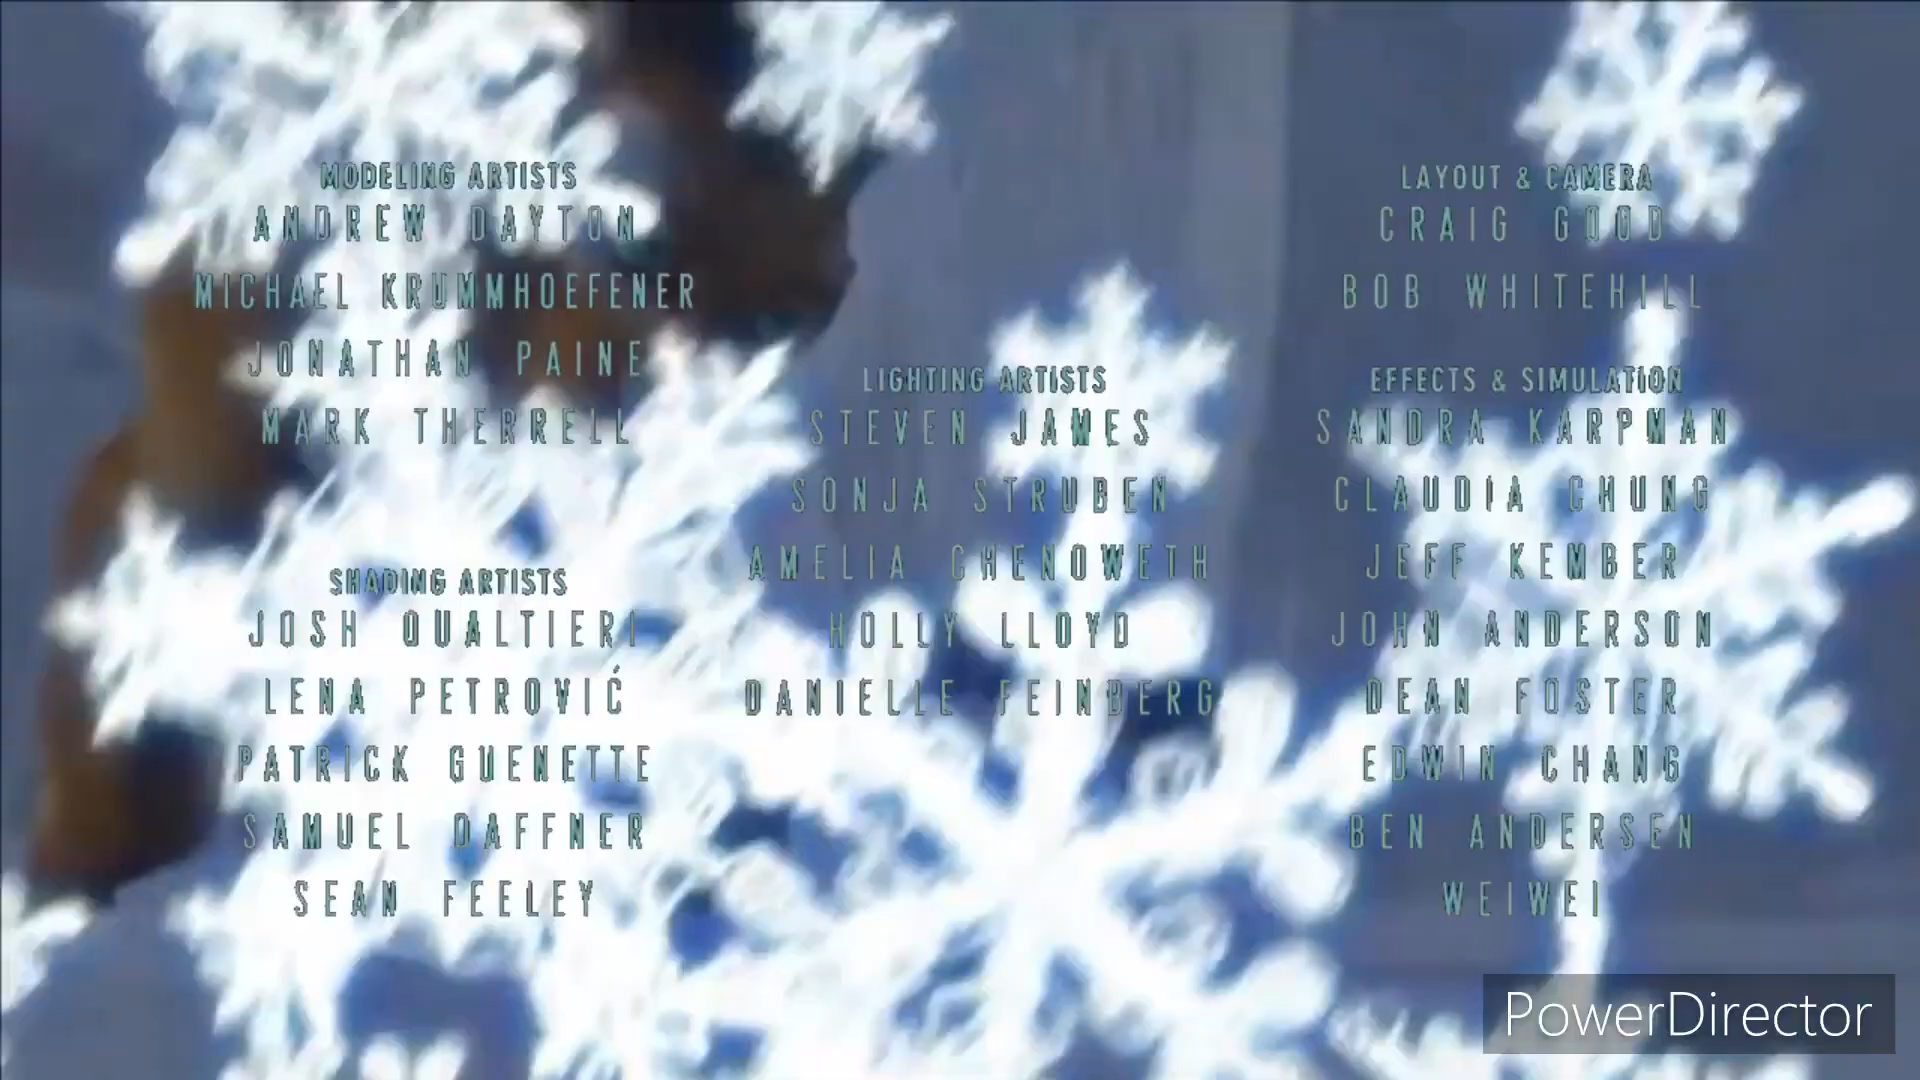 MODELING ARTISTS
ANDREW DAYTON
MICHAEL KRUMMHOEFENER
JONATHAN PAINE
MARK THERRELL
SHADING ARTISTS
JOSH QUALTIERI
LENA PETROVIĆ
PATRICK GUENETTE
SAMUEL DAFFNER
SEAN FEELEY
LIGHTING ARTISTS
STEVEN JAMES
SONJA STRUBEN
AMELIA CHENOWETH
HOLLY LLOYD
DANIELLE FEINBERG
LAYOUT & CAMERA
CRAIG GOOD
BOB WHITEHILL
EFFECTS & SIMULATION
SANDRA KARPMAN
CLAUDIA CHUNG
JEFF KEMBER
JOHN ANDERSON
DEAN FOSTER
EDWIN CHANG
BEN ANDERSEN
WEIWEI
PowerDirector